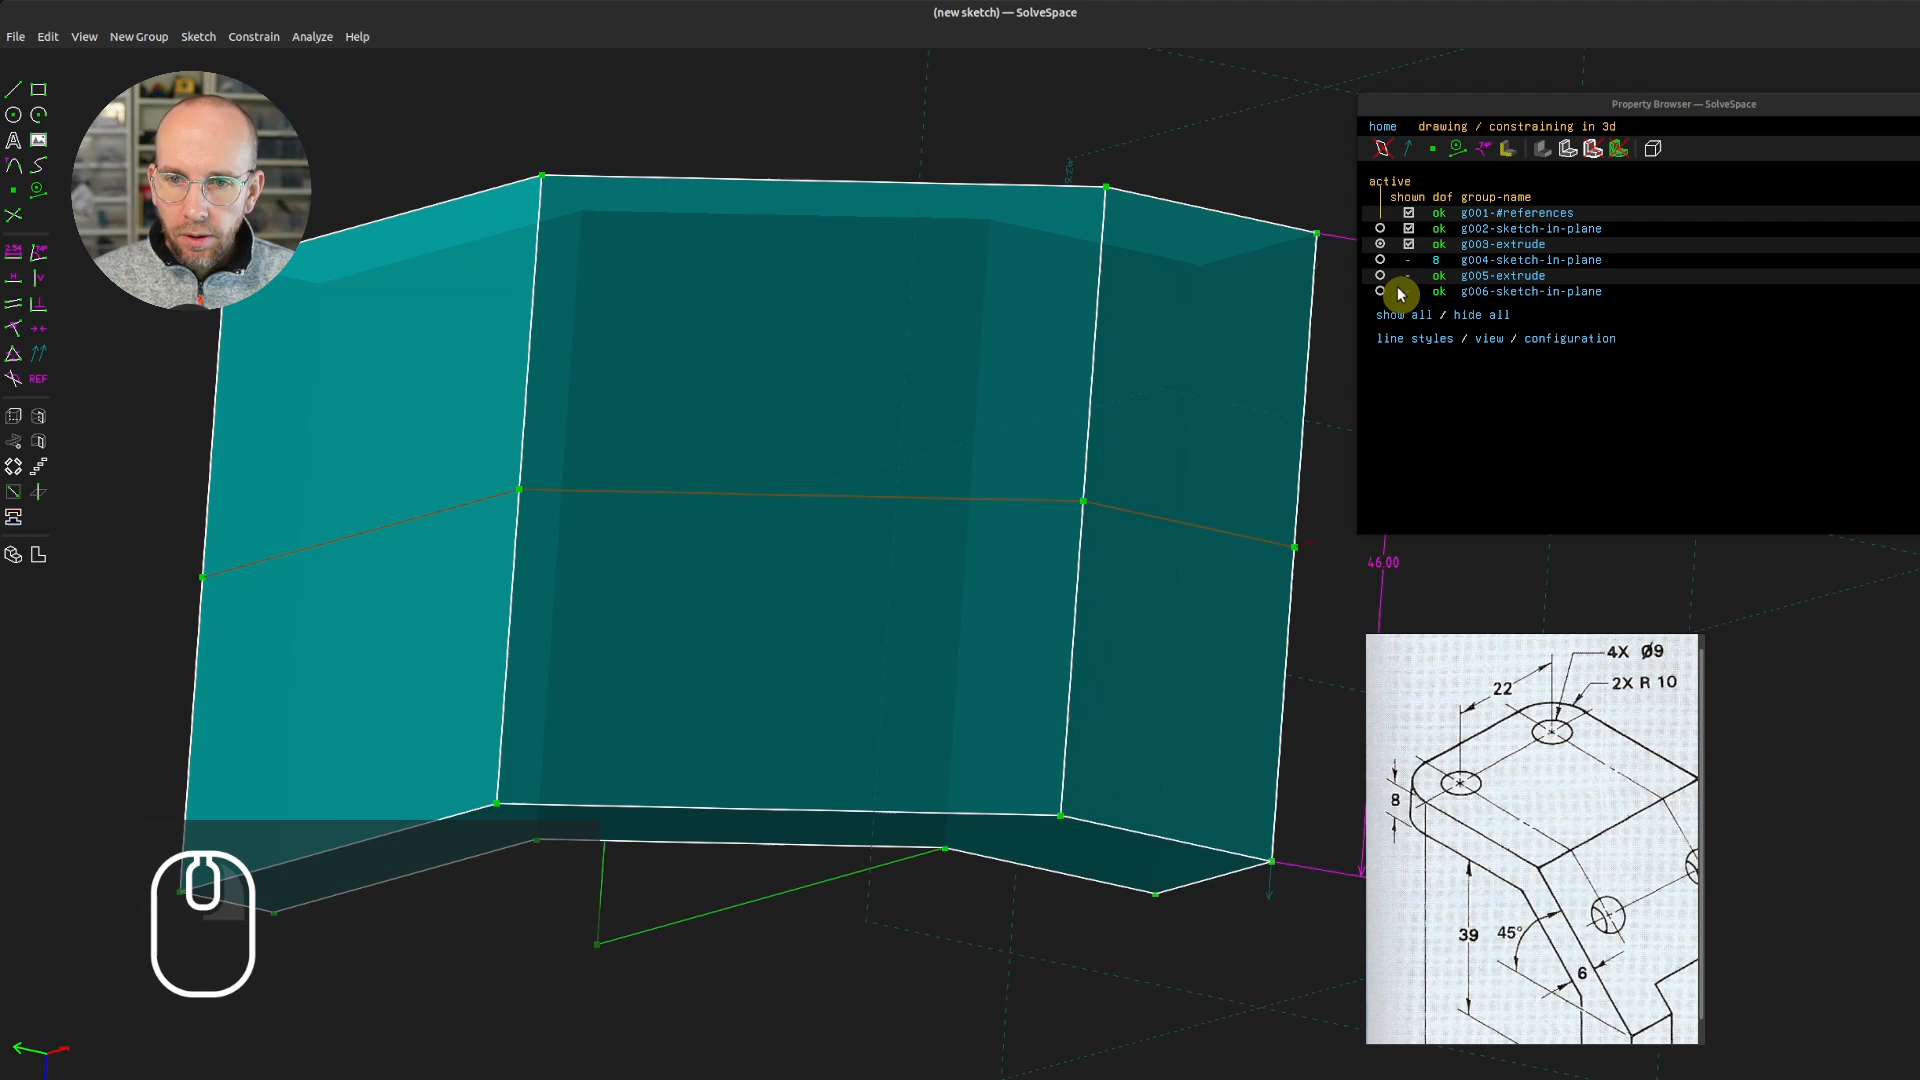 (new sketch) — SolveSpace
File Edit View New Group Sketch Constrain Analyze Help
Property Browser — SolveSpace
home drawing / constraining in 3d
active
shown dof group-name
ok g001-#references
ok g002-sketch-in-plane
ok g003-extrude
- 8 g004-sketch-in-plane
- ok g005-extrude
ok g006-sketch-in-plane
show all / hide all
line styles / view / configuration
2.54
H V
REF
46.00
4X Ø9
2X R 10
22
8
39
45°
6